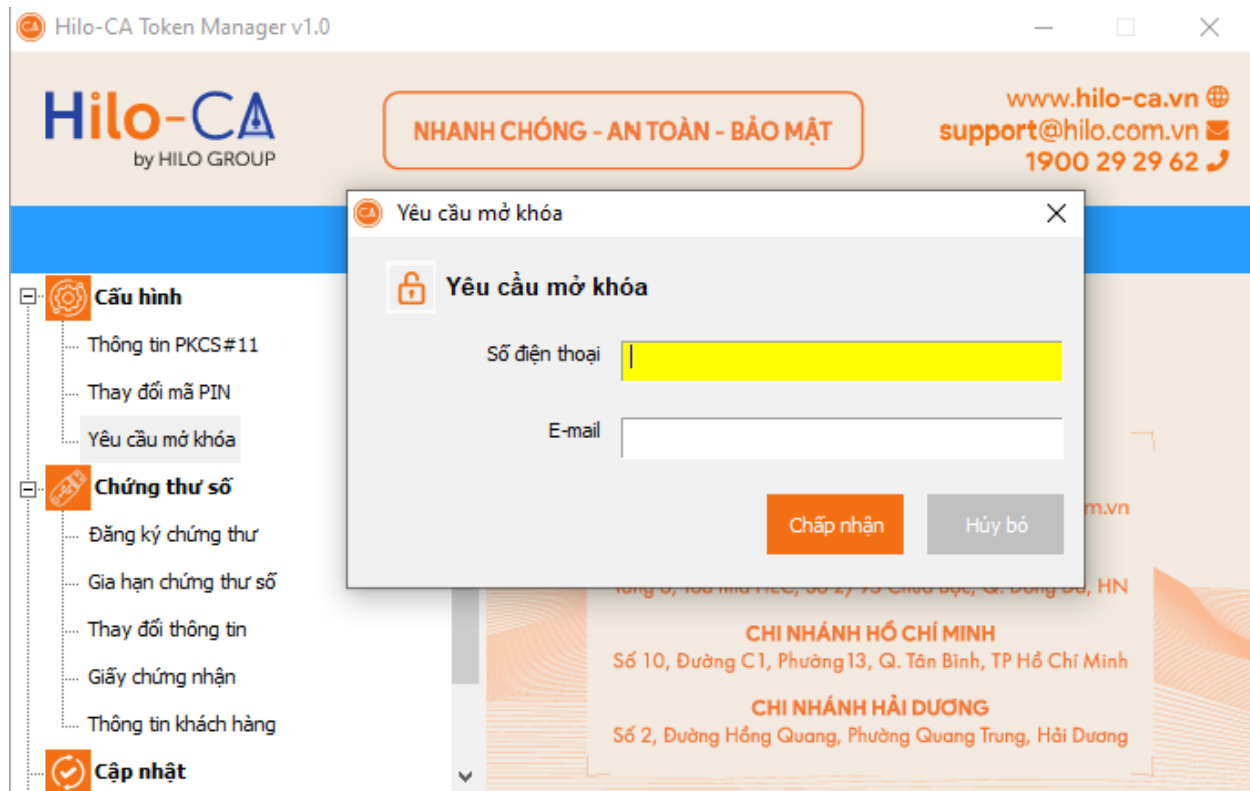 Hilo-CA Token Manager v1.0
Hilo-CA
by HILO GROUP
NHANH CHÓNG - AN TOÀN - BẢO MẬT
www.hilo-ca.vn
support@hilo.com.vn
1900 29 29 62
CA Yêu cầu mở khóa
Yêu cầu mở khóa
Số điện thoại
E-mail
Chấp nhận
Hủy bỏ
Cấu hình
Thông tin PKCS#11
Thay đổi mã PIN
Yêu cầu mở khóa
Chứng thư số
Đăng ký chứng thư
Gia hạn chứng thư số
Thay đổi thông tin
Giấy chứng nhận
Thông tin khách hàng
Cập nhật
m.vn
HN
CHI NHÁNH HỒ CHÍ MINH
Số 10, Đường C1, Phường 13, Q. Tân Bình, TP Hồ Chí Minh
CHI NHÁNH HẢI DƯƠNG
Số 2, Đường Hồng Quang, Phường Quang Trung, Hải Dương